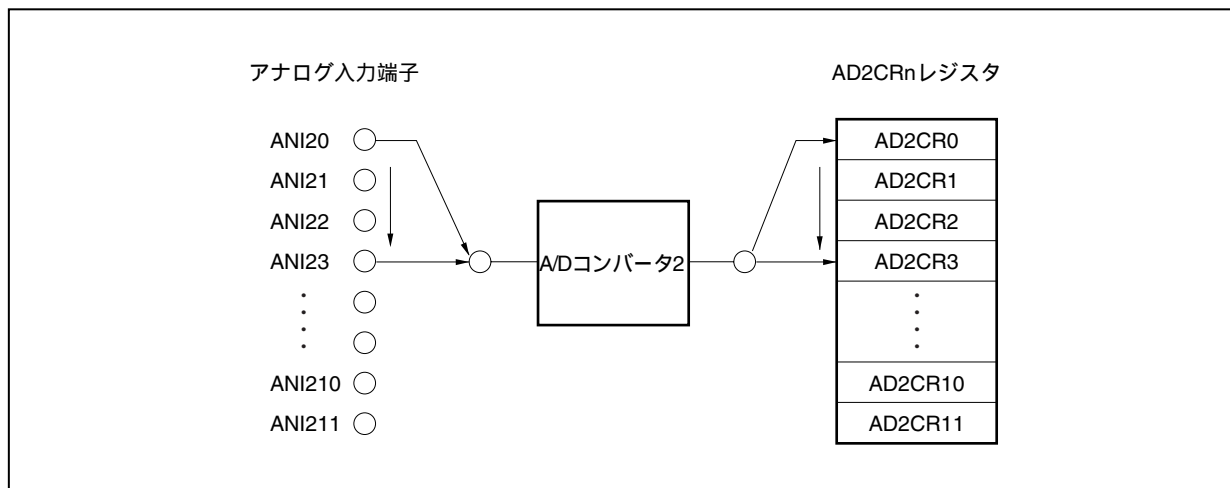 アナログ入力端子
AD2CRnレジスタ
ANI20
ANI21
ANI22
ANI23
ANI210
ANI211
A/Dコンバータ2
AD2CR0
AD2CR1
AD2CR2
AD2CR3
AD2CR10
AD2CR11